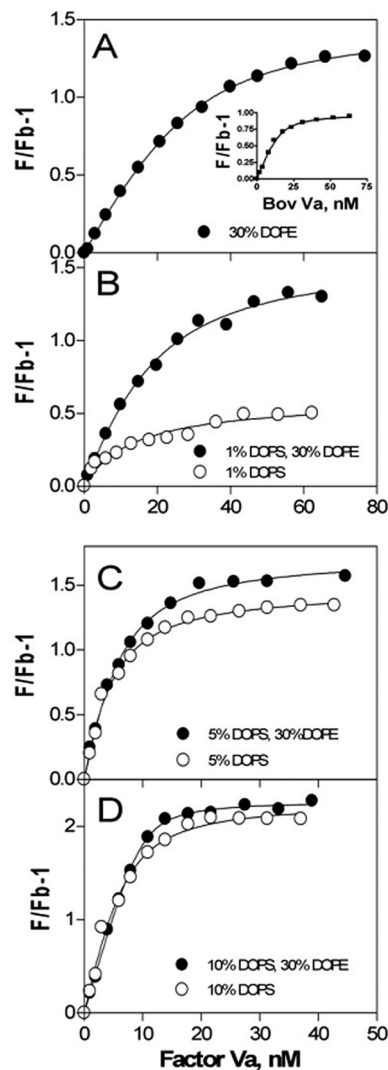 A
1.5
1.0
0.5
0.0
F/Fb-1
1.00
0.75
0.50
0.25
0.00
F/Fb-1
0 25 50 75
Bov Va, nM
30% DOPE
B
1.5
1.0
0.5
0.0
F/Fb-1
1% DOPS, 30% DOPE
1% DOPS
0 20 40 60 80
C
1.5
1.0
0.5
0.0
F/Fb-1
5% DOPS, 30%DOPE
5% DOPS
D
2
1
0
F/Fb-1
10% DOPS, 30% DOPE
10% DOPS
0 10 20 30 40 50
Factor Va, nM